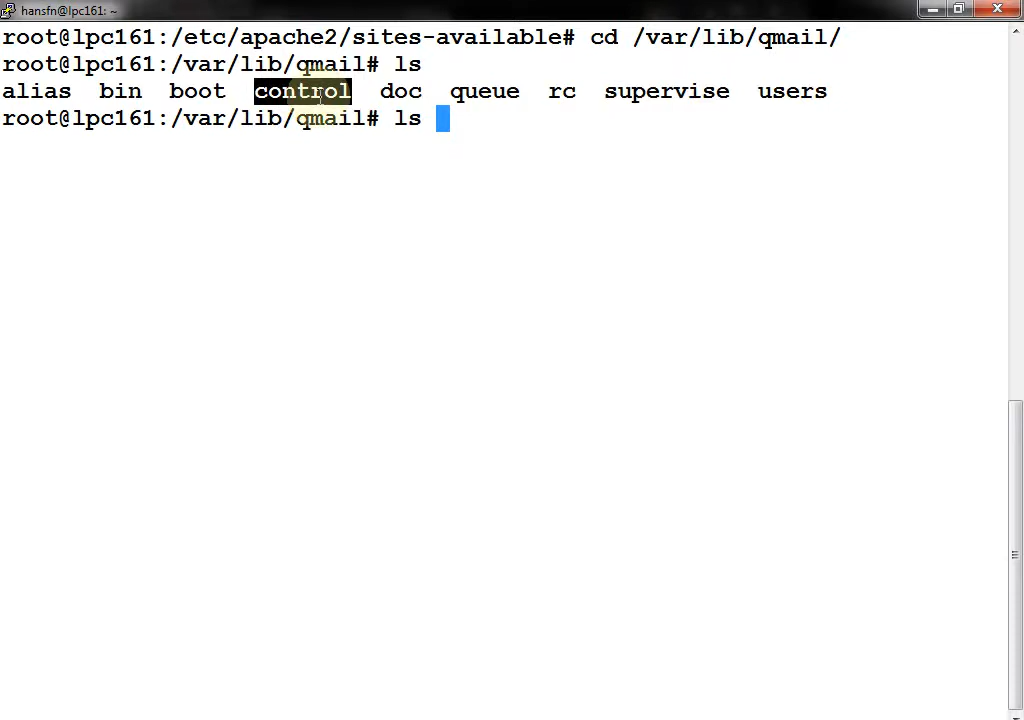 hansfn@lpc161: ~
root@lpc161:/etc/apache2/sites-available# cd /var/lib/qmail/
root@lpc161:/var/lib/qmail# ls
alias  bin  boot  control  doc  queue  rc  supervise  users
root@lpc161:/var/lib/qmail# ls